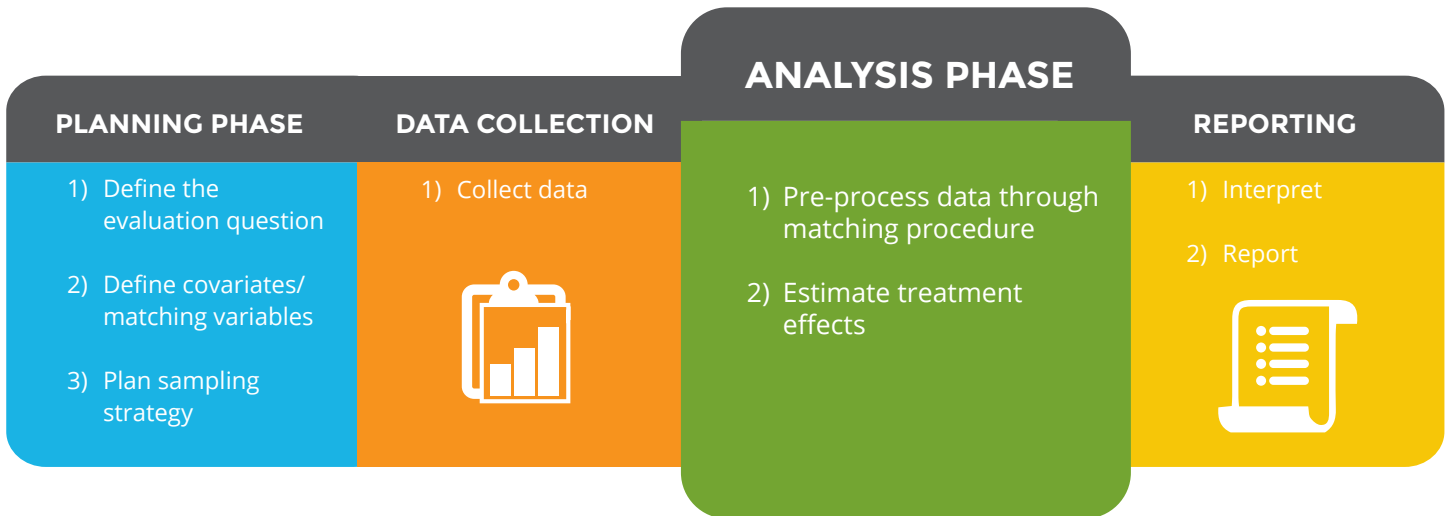 PLANNING PHASE
1) Define the
evaluation question
2) Define covariates/
matching variables
3) Plan sampling
strategy
DATA COLLECTION
1) Collect data
ANALYSIS PHASE
1) Pre-process data through
matching procedure
2) Estimate treatment
effects
REPORTING
1) Interpret
2) Report